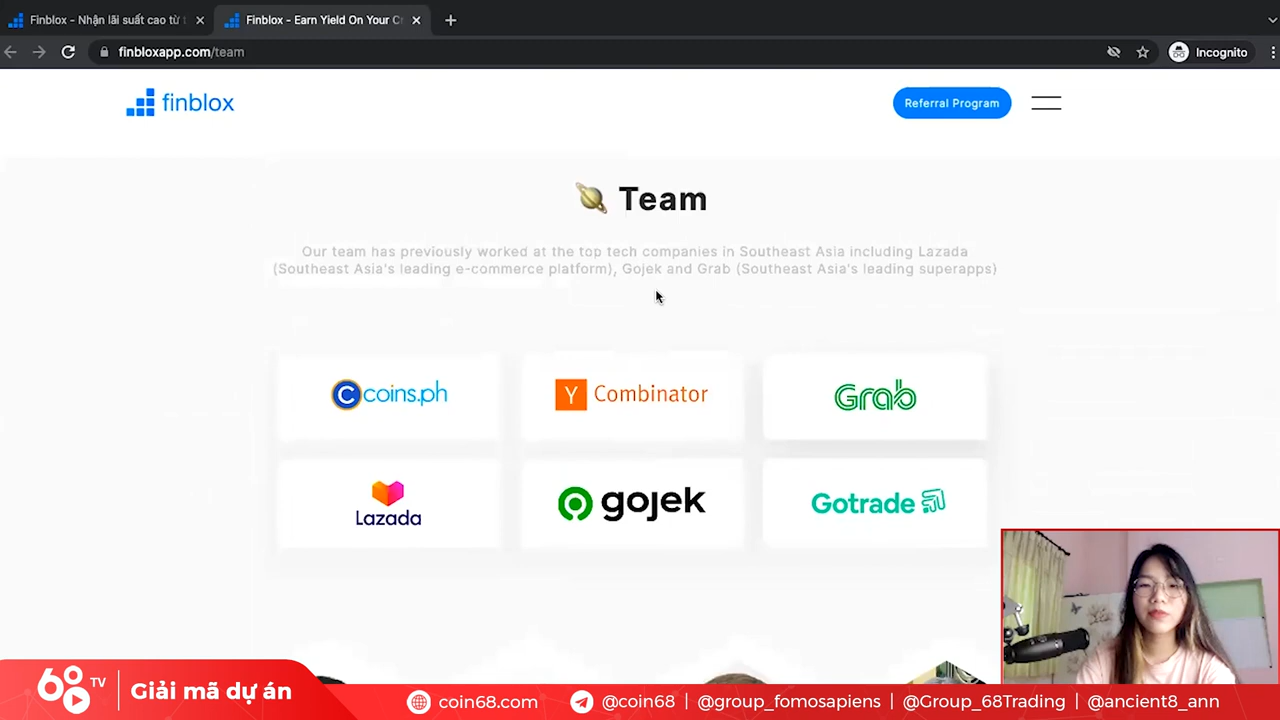 Finblox - Nhận lãi suất cao từ
Finblox - Earn Yield On Your C
finbloxapp.com/team
Incognito
finblox
Referral Program
Team
Our team has previously worked at the top tech companies in Southeast Asia including Lazada
(Southeast Asia's leading e-commerce platform), Gojek and Grab (Southeast Asia's leading superapps)
coins.ph
Y Combinator
Grab
Lazada
gojek
Gotrade
68 TV
Giải mã dự án
coin68.com
@coin68 | @group_fomosapiens | @Group_68Trading | @ancient8_ann